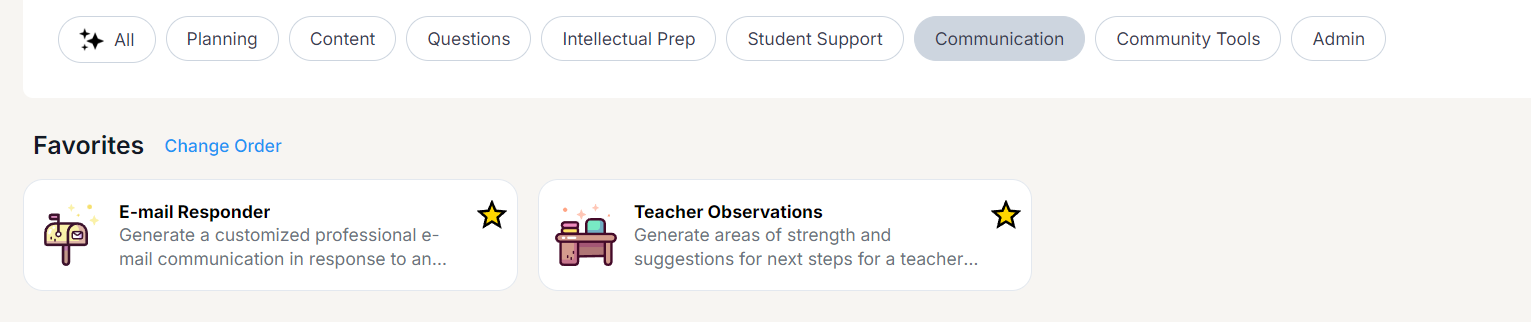 All Planning Content Questions Intellectual Prep Student Support Communication Community Tools Admin
Favorites Change Order
E-mail Responder
Generate a customized professional e-
mail communication in response to an...
Teacher Observations
Generate areas of strength and
suggestions for next steps for a teacher...